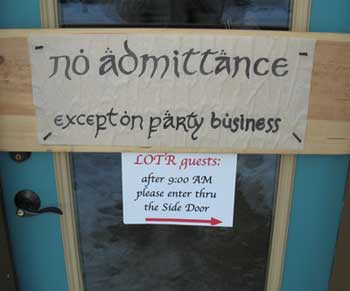 no admittance
except on party business
LOTR guests:
after 9:00 AM
please enter thru
the Side Door